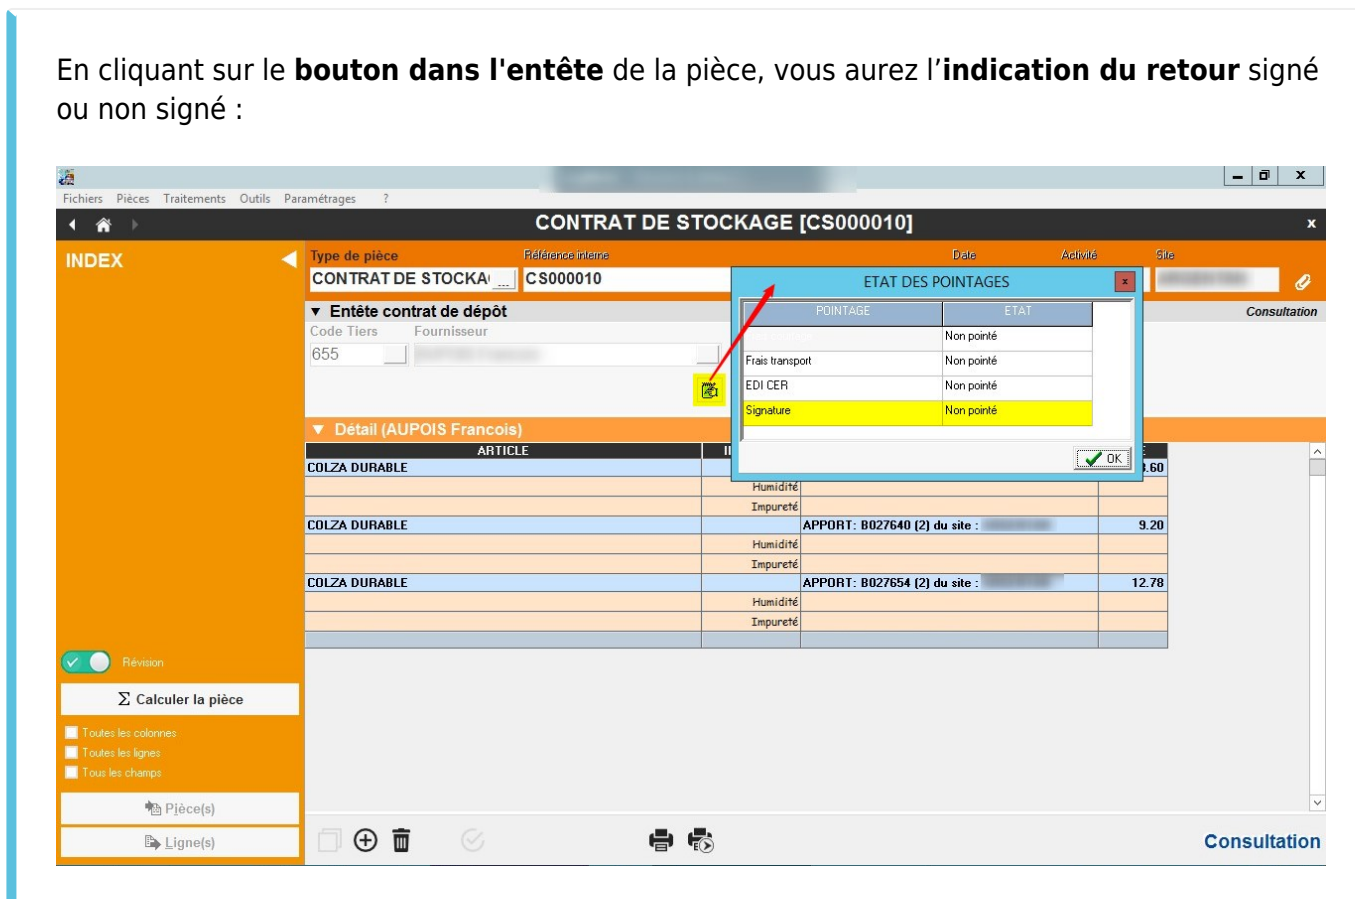 En cliquant sur le bouton dans l'entête de la pièce, vous aurez l'indication du retour signé
ou non signé :
Fichiers Pièces Traitements Outils Paramétrages ?
CONTRAT DE STOCKAGE [CS000010]
x
INDEX
Type de pièce Référence interne Date Activité Site
CONTRAT DE STOCKA ... CS000010
ETAT DES POINTAGES
x
▼ Entête contrat de dépôt
Consultation
Code Tiers Fournisseur
655
POINTAGE ETAT
Non pointé
Frais transport Non pointé
EDI CER Non pointé
Signature Non pointé
OK
▼ Détail (AUPOIS Francois)
ARTICLE
COLZA DURABLE
.60
Humidité
Impureté
COLZA DURABLE APPORT: B027640 (2) du site : 9.20
Humidité
Impureté
COLZA DURABLE APPORT: B027654 (2) du site : 12.78
Humidité
Impureté
Révision
Σ Calculer la pièce
Toutes les colonnes
Toutes les lignes
Tous les champs
Pièce(s)
Ligne(s)
Consultation